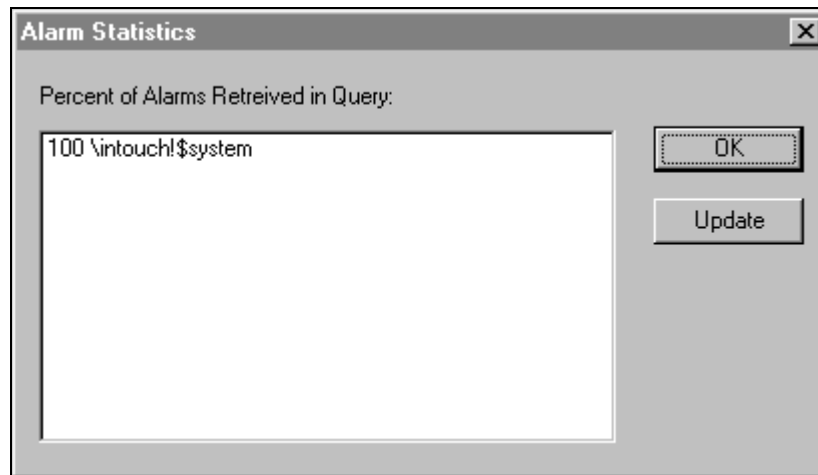 Alarm Statistics
Percent of Alarms Retreived in Query:
100 \intouch!$system
OK
Update